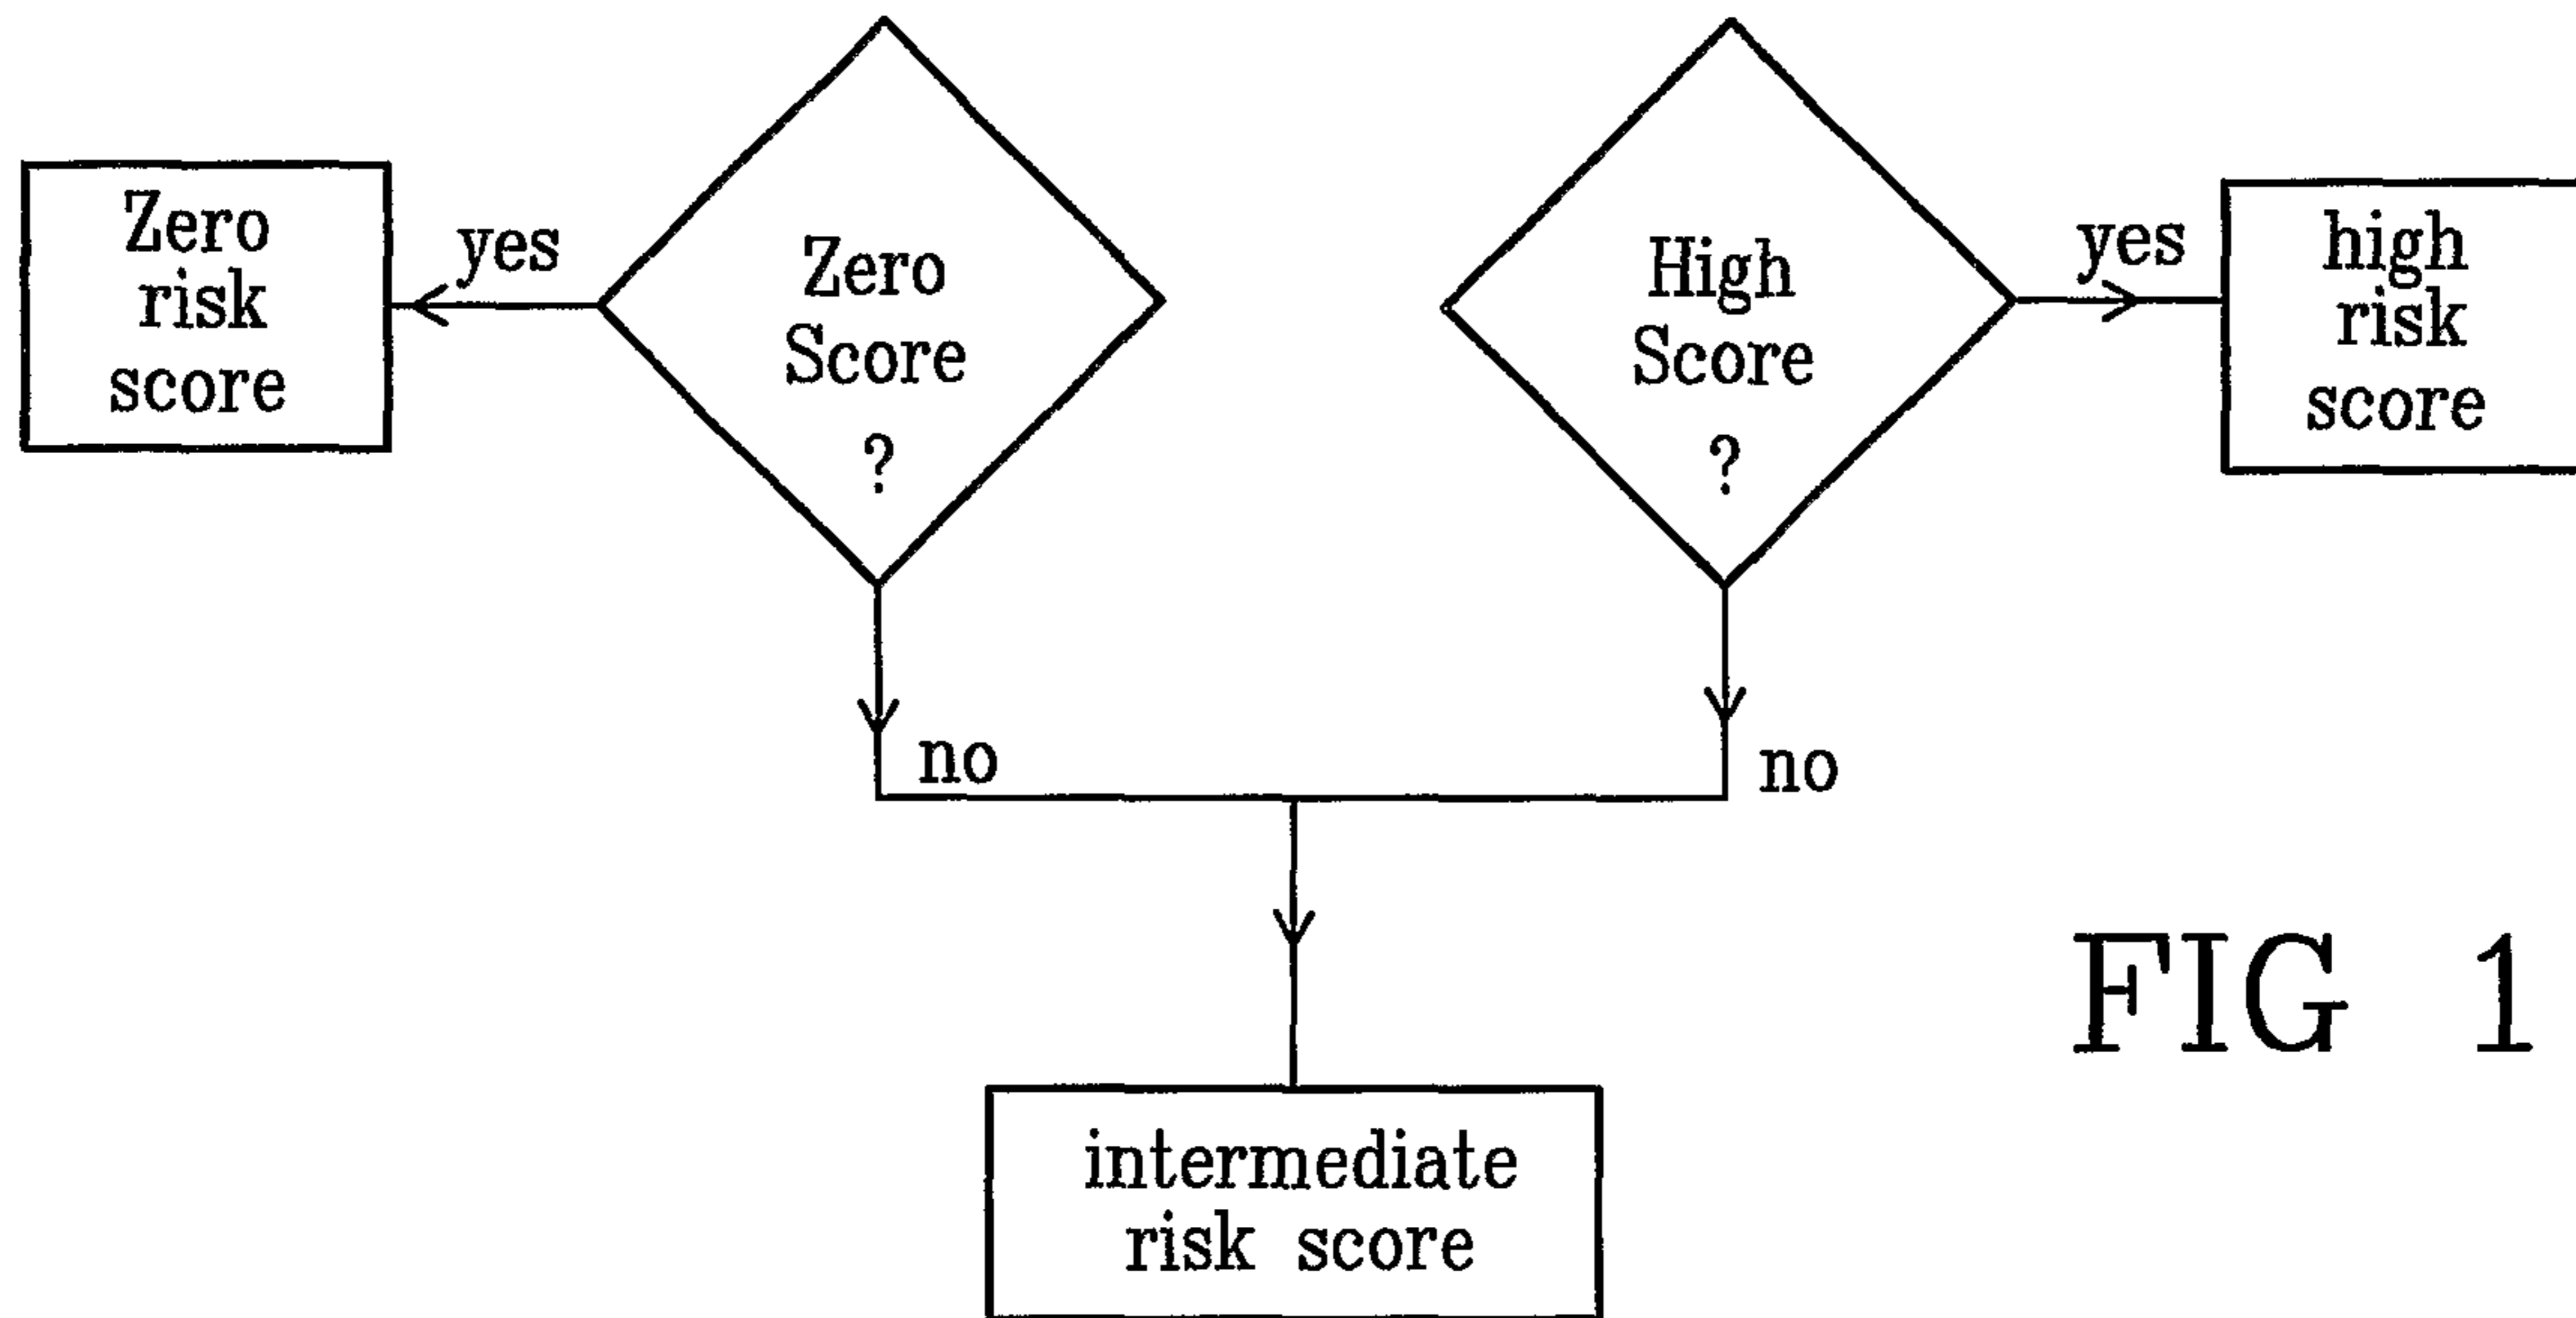 Zero
risk
score
yes
Zero
Score
?
High
Score
?
yes
high
risk
score
no
no
intermediate
risk score
FIG 1